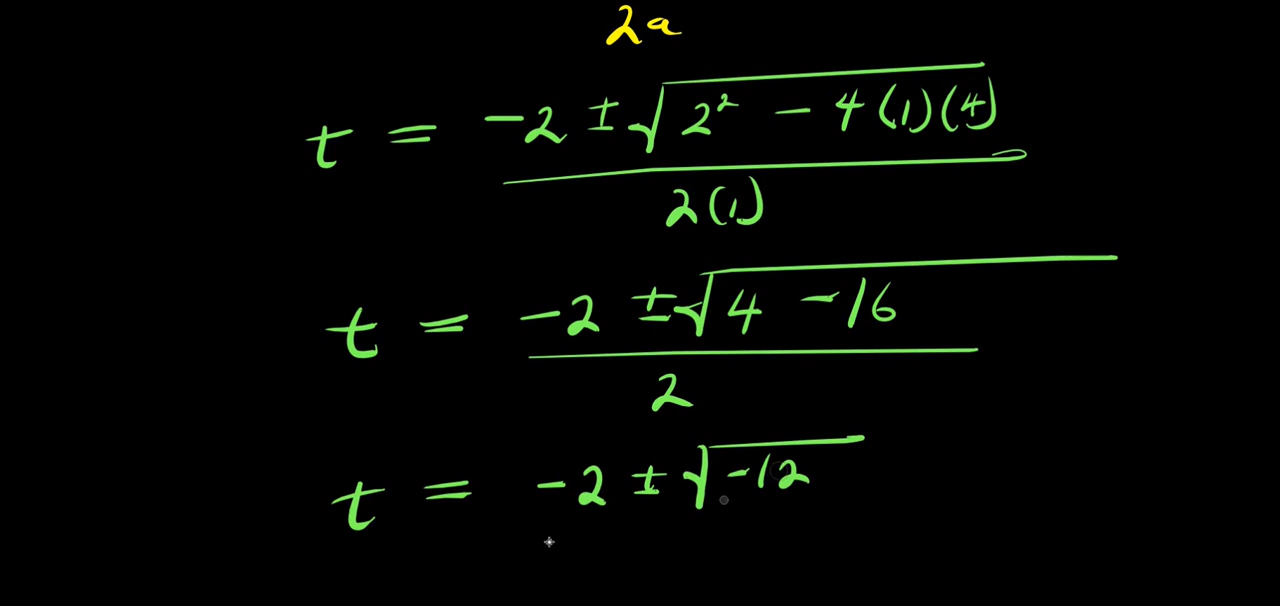 2a
t = -2 ± √2² - 4(1)(4)
2(1)
t = -2 ± √4 - 16
2
t = -2 ± √-12